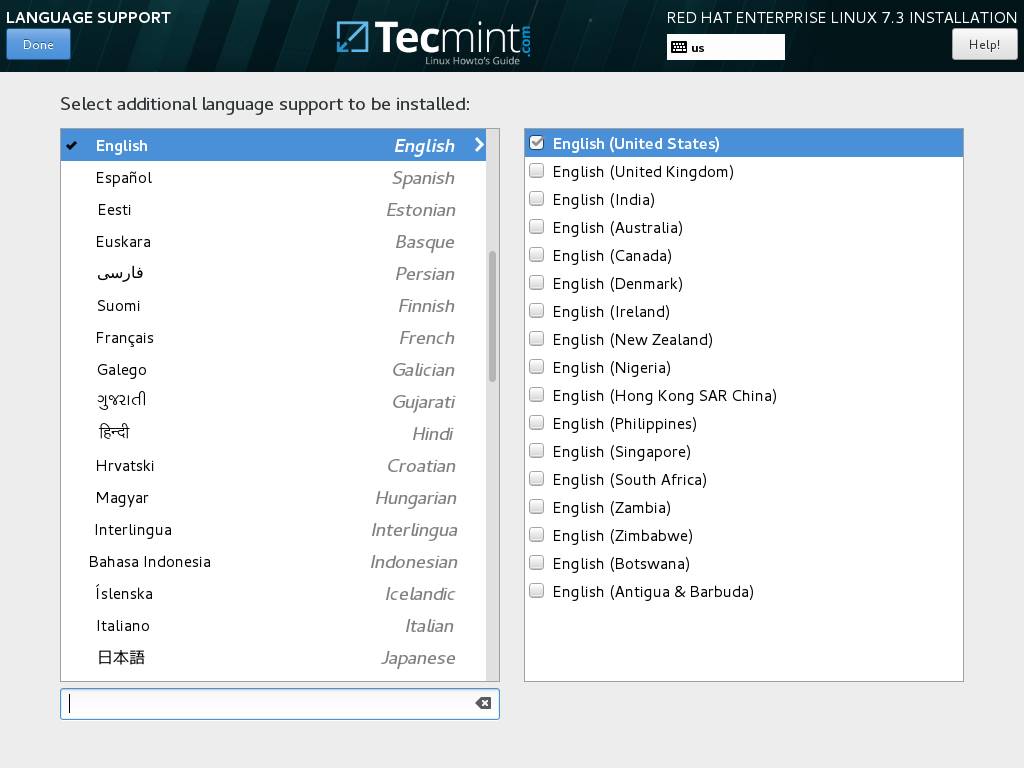 LANGUAGE SUPPORT
Done
Tecmint.com
Linux Howto's Guide
RED HAT ENTERPRISE LINUX 7.3 INSTALLATION
us
Help!
Select additional language support to be installed:
English English
Español Spanish
Eesti Estonian
Euskara Basque
فارسی Persian
Suomi Finnish
Français French
Galego Galician
ગુજરાતી Gujarati
हिन्दी Hindi
Hrvatski Croatian
Magyar Hungarian
Interlingua Interlingua
Bahasa Indonesia Indonesian
Íslenska Icelandic
Italiano Italian
日本語 Japanese
English (United States)
English (United Kingdom)
English (India)
English (Australia)
English (Canada)
English (Denmark)
English (Ireland)
English (New Zealand)
English (Nigeria)
English (Hong Kong SAR China)
English (Philippines)
English (Singapore)
English (South Africa)
English (Zambia)
English (Zimbabwe)
English (Botswana)
English (Antigua & Barbuda)